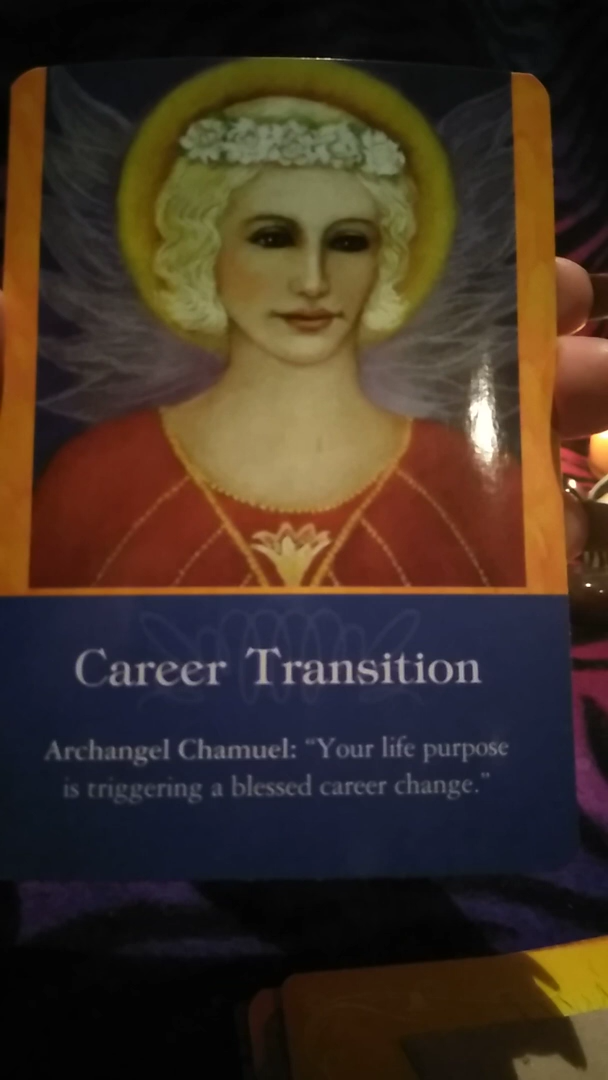 Career Transition
Archangel Chamuel: “Your life purpose
is triggering a blessed career change.”